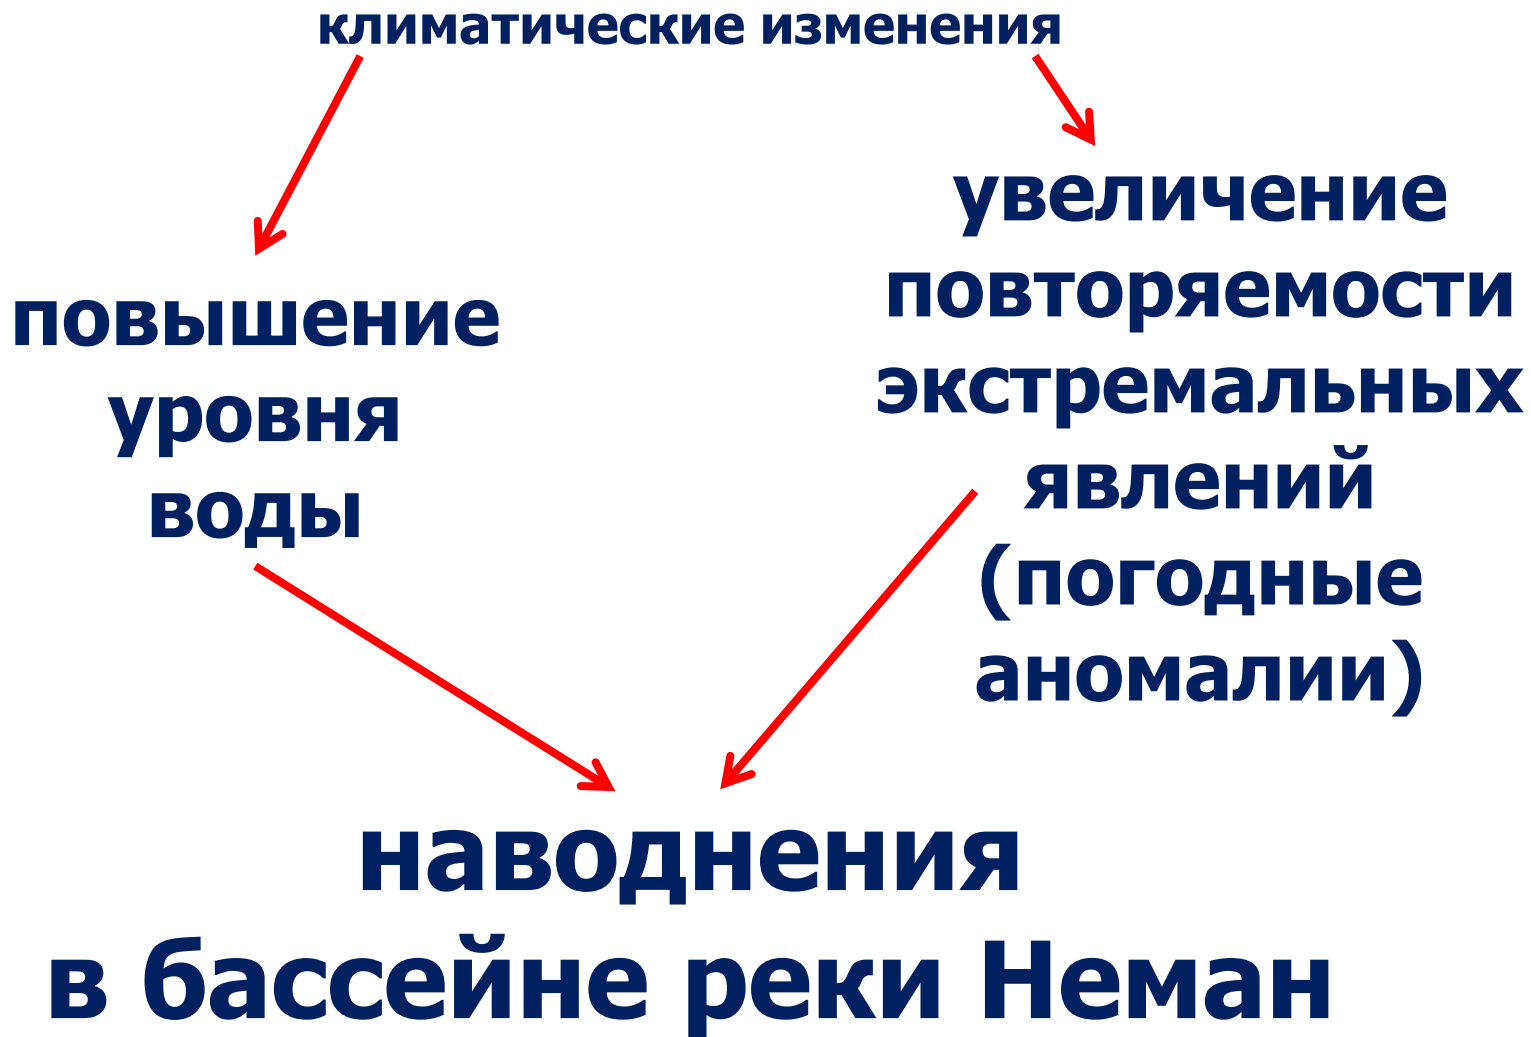 климатические изменения
повышение
уровня
воды
увеличение
повторяемости
экстремальных
явлений
(погодные
аномалии)
наводнения
в бассейне реки Неман